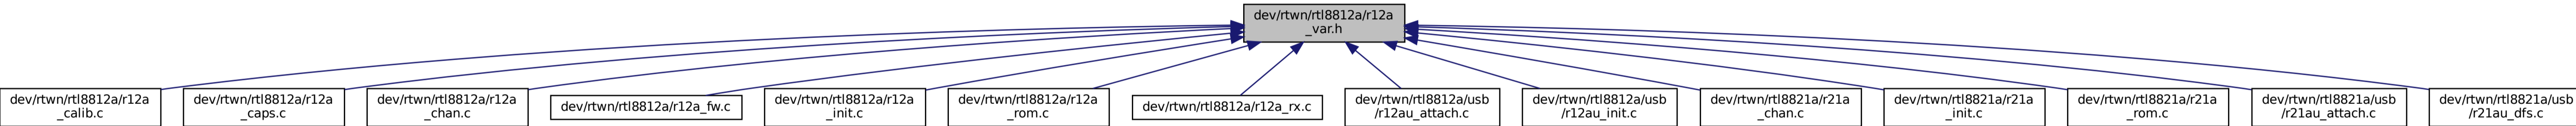 dev/rtwn/rtl8812a/r12a
_var.h
dev/rtwn/rtl8812a/r12a
_calib.c
dev/rtwn/rtl8812a/r12a
_caps.c
dev/rtwn/rtl8812a/r12a
_chan.c
dev/rtwn/rtl8812a/r12a_fw.c
dev/rtwn/rtl8812a/r12a
_init.c
dev/rtwn/rtl8812a/r12a
_rom.c
dev/rtwn/rtl8812a/r12a_rx.c
dev/rtwn/rtl8812a/usb
/r12au_attach.c
dev/rtwn/rtl8812a/usb
/r12au_init.c
dev/rtwn/rtl8821a/r21a
_chan.c
dev/rtwn/rtl8821a/r21a
_init.c
dev/rtwn/rtl8821a/r21a
_rom.c
dev/rtwn/rtl8821a/usb
/r21au_attach.c
dev/rtwn/rtl8821a/usb
/r21au_dfs.c